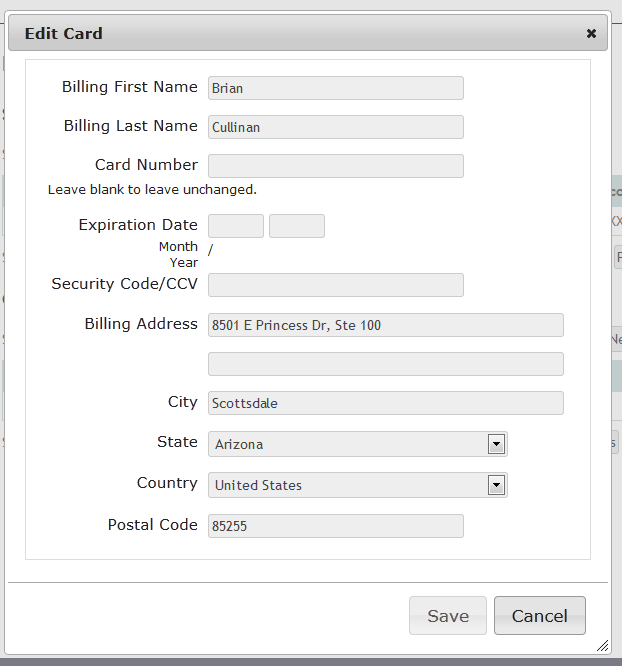 Edit Card
Billing First Name Brian
Billing Last Name Cullinan
Card Number
Leave blank to leave unchanged.
Expiration Date
Month /
Year
Security Code/CCV
Billing Address 8501 E Princess Dr, Ste 100
City Scottsdale
State Arizona
Country United States
Postal Code 85255
Save Cancel